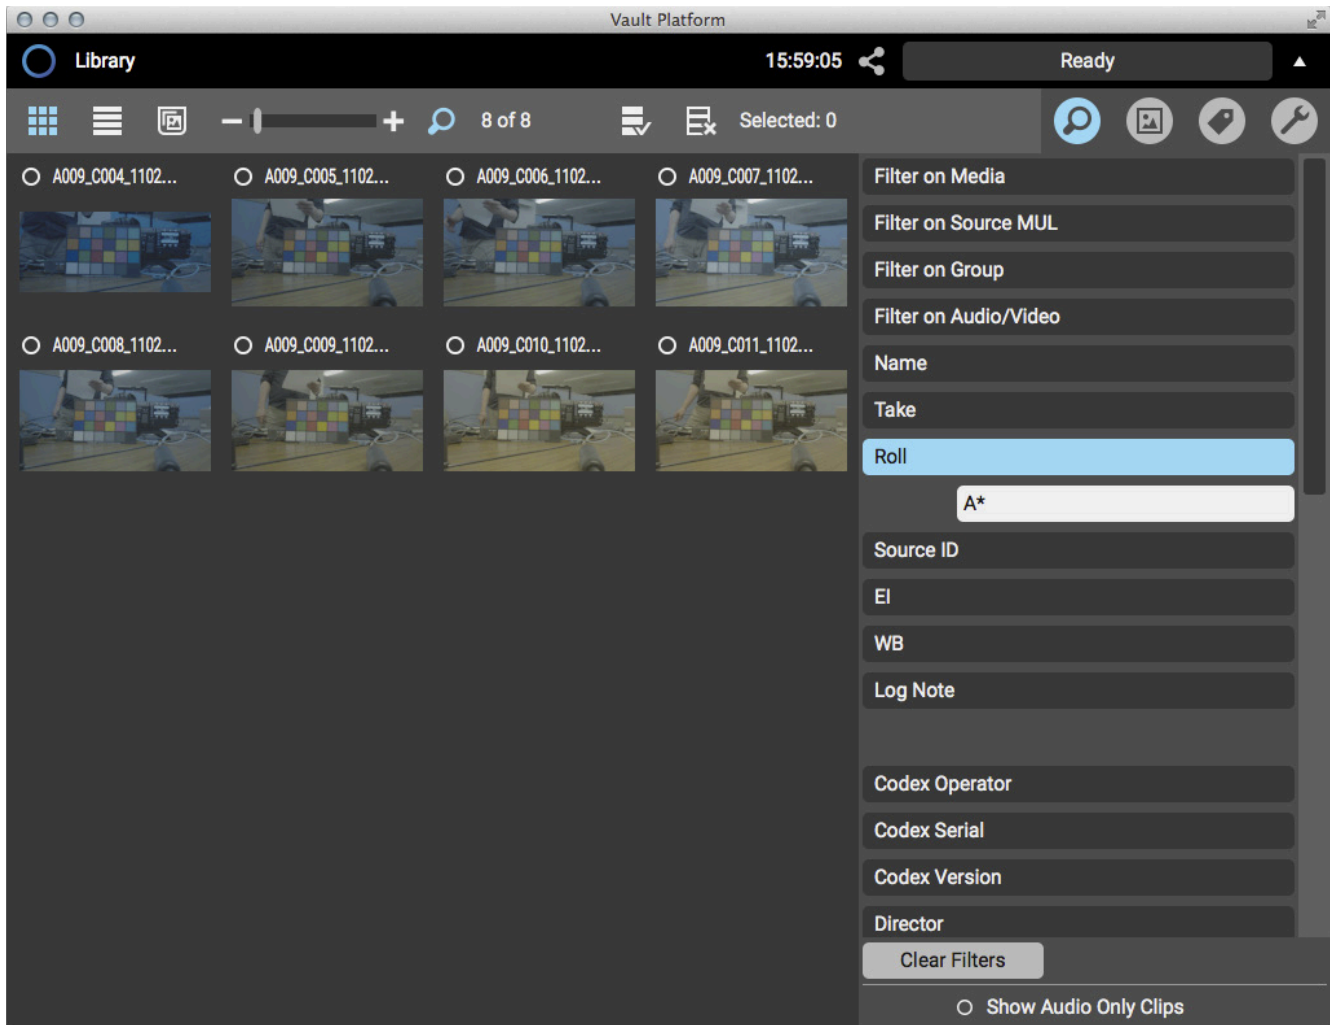 Vault Platform
Library 15:59:05 Ready
8 of 8 Selected: 0
A009_C004_1102... A009_C005_1102... A009_C006_1102... A009_C007_1102...
A009_C008_1102... A009_C009_1102... A009_C010_1102... A009_C011_1102...
Filter on Media
Filter on Source MUL
Filter on Group
Filter on Audio/Video
Name
Take
Roll
A*
Source ID
EI
WB
Log Note
Codex Operator
Codex Serial
Codex Version
Director
Clear Filters
Show Audio Only Clips